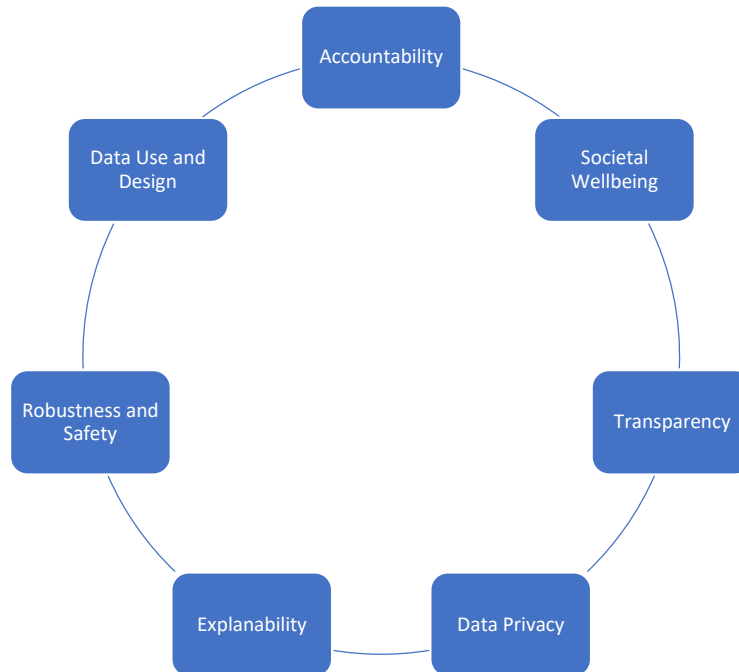 Accountability
Societal
Wellbeing
Transparency
Data Privacy
Explanability
Robustness and
Safety
Data Use and
Design